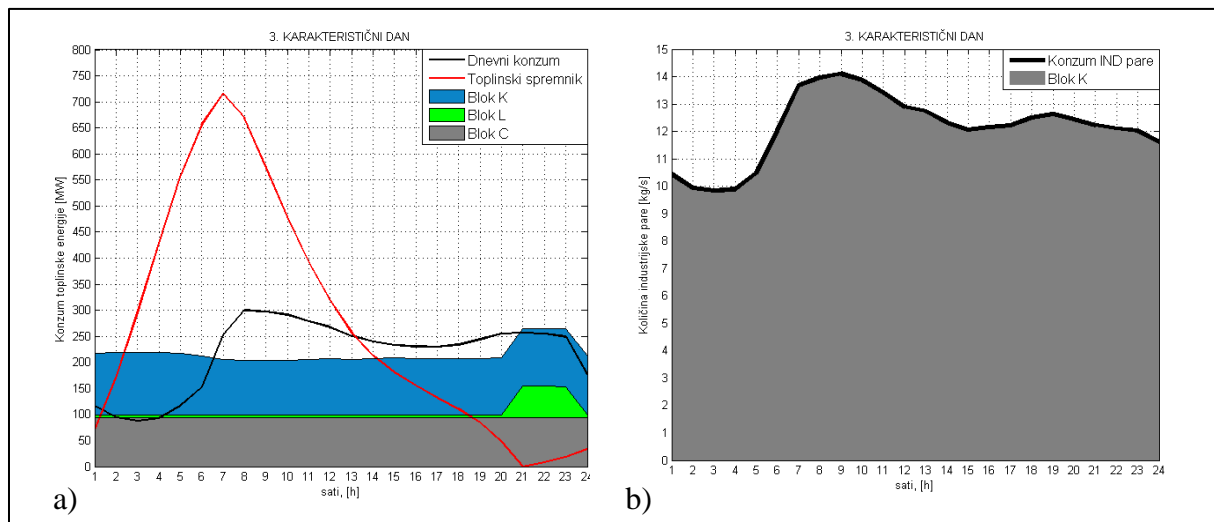 3. KARAKTERISTIČNI DAN
800
750
700
650
600
550
500
450
400
350
300
250
200
150
100
50
0
Konzum toplinske energije [MW]
Dnevni konzum
Toplinski spremnik
Blok K
Blok L
Blok C
1 2 3 4 5 6 7 8 9 10 11 12 13 14 15 16 17 18 19 20 21 22 23 24
sati, [h]
a)
3. KARAKTERISTIČNI DAN
15
14
13
12
11
10
9
8
7
6
5
4
3
2
1
0
Količina industrijske pare [kg/s]
Konzum IND pare
Blok K
1 2 3 4 5 6 7 8 9 10 11 12 13 14 15 16 17 18 19 20 21 22 23 24
sati, [h]
b)